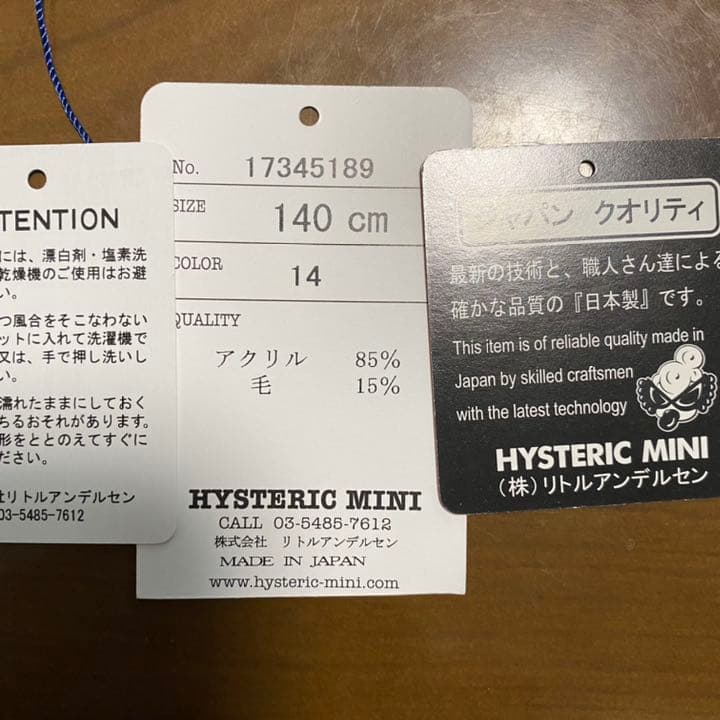 TENTION
には、漂白剤・塩素洗
乾燥機のご使用はお避
い。
つ風合をそこなわない
ットに入れて洗濯機で
又は、手で押し洗いし
い。
濡れたままにしておく
ちるおそれがあります。
形をととのえてすぐに
ださい。
社リトルアンデルセン
03-5485-7612
No. 17345189
SIZE 140 cm
COLOR 14
QUALITY
アクリル 85%
毛 15%
HYSTERIC MINI
CALL 03-5485-7612
株式会社 リトルアンデルセン
MADE IN JAPAN
www.hysteric-mini.com
ジャパン クオリティ
最新の技術と、職人さん達による
確かな品質の『日本製』です。
This item is of reliable quality made in
Japan by skilled craftsmen
with the latest technology
HYSTERIC MINI
(株)リトルアンデルセン